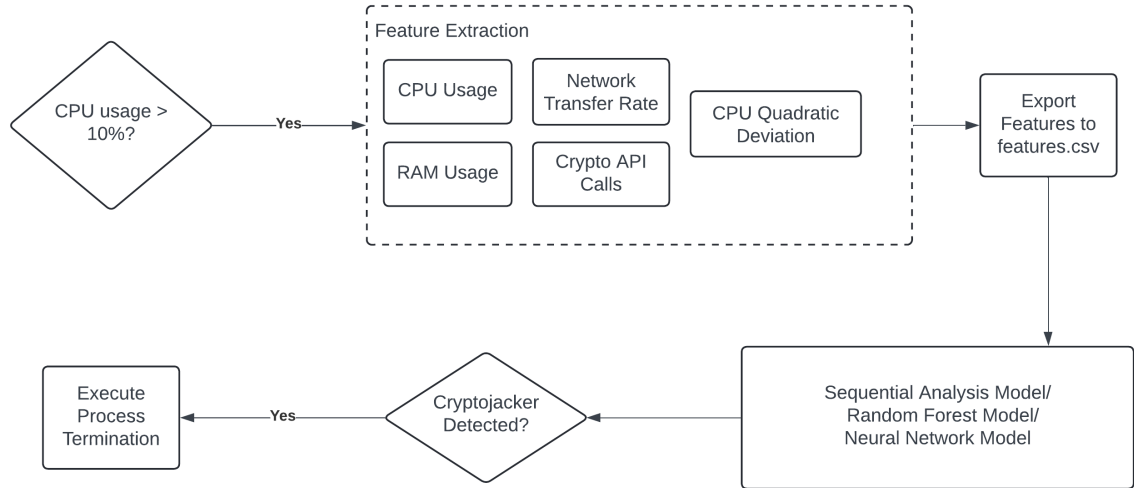 CPU usage >
10%?
Yes
Feature Extraction
CPU Usage
Network
Transfer Rate
CPU Quadratic
Deviation
RAM Usage
Crypto API
Calls
Export
Features to
features.csv
Sequential Analysis Model/
Random Forest Model/
Neural Network Model
Cryptojacker
Detected?
Yes
Execute
Process
Termination